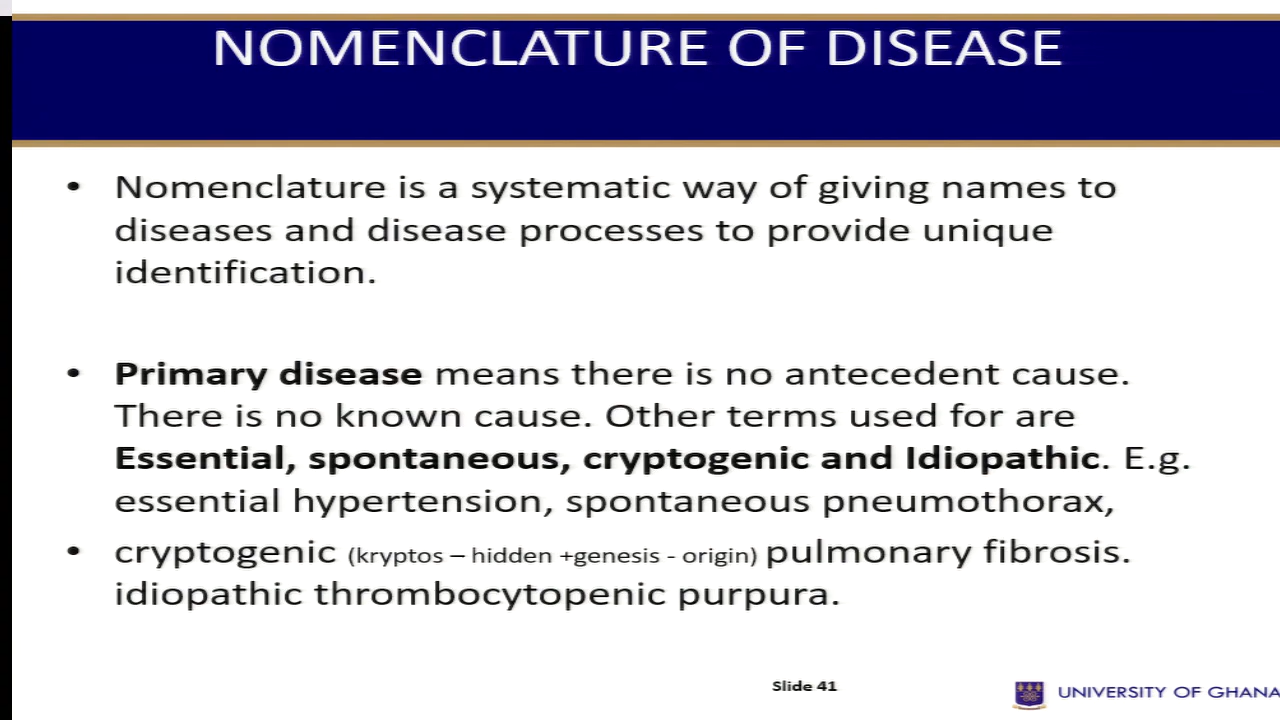 NOMENCLATURE OF DISEASE
• Nomenclature is a systematic way of giving names to
diseases and disease processes to provide unique
identification.
• Primary disease means there is no antecedent cause.
There is no known cause. Other terms used for are
Essential, spontaneous, cryptogenic and Idiopathic. E.g.
essential hypertension, spontaneous pneumothorax,
• cryptogenic (kryptos – hidden +genesis - origin) pulmonary fibrosis.
idiopathic thrombocytopenic purpura.
Slide 41
UNIVERSITY OF GHANA